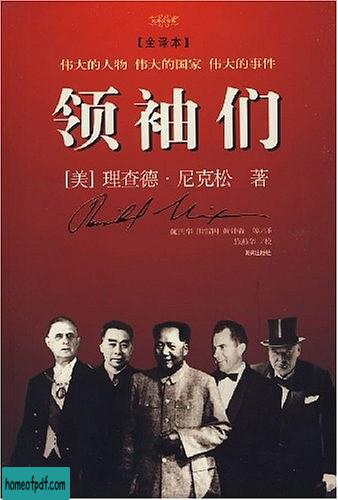 [全译本]
伟大的人物 伟大的国家 伟大的事件
领袖们
[美] 理查德·尼克松 著
homeofpdf.com